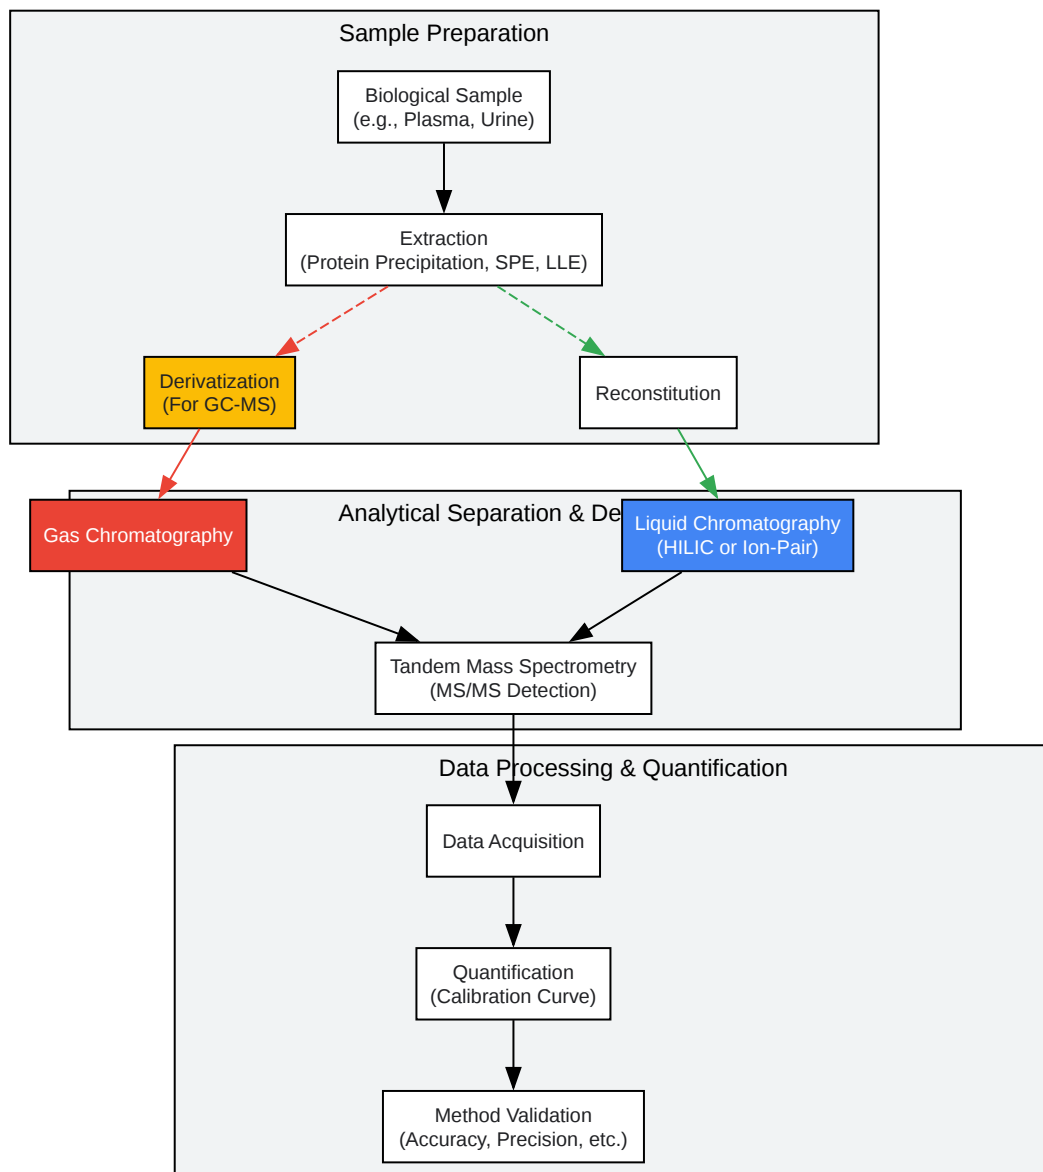 Sample Preparation
Biological Sample
(e.g., Plasma, Urine)
Extraction
(Protein Precipitation, SPE, LLE)
Derivatization
(For GC-MS)
Reconstitution
Analytical Separation & De
Gas Chromatography
Liquid Chromatography
(HILIC or Ion-Pair)
Tandem Mass Spectrometry
(MS/MS Detection)
Data Processing & Quantification
Data Acquisition
Quantification
(Calibration Curve)
Method Validation
(Accuracy, Precision, etc.)